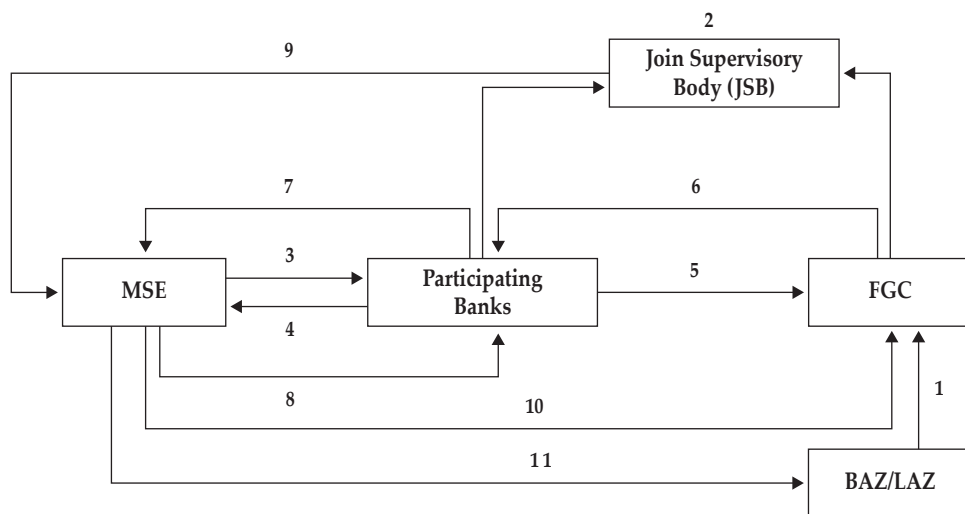 2
9
Join Supervisory
Body (JSB)
7
6
3
5
MSE
Participating
Banks
FGC
4
8
10
1
11
BAZ/LAZ